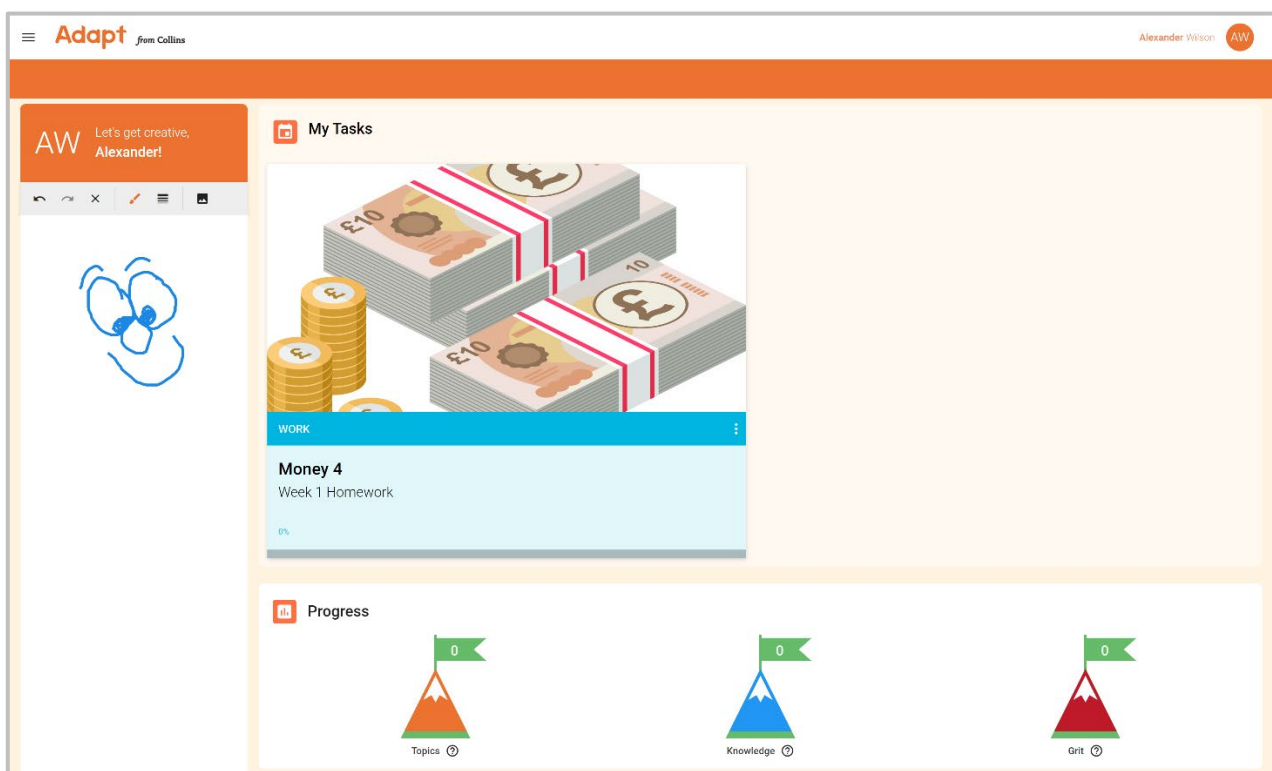 Adapt from Collins
Alexander Wilson AW
AW Let's get creative,
Alexander!
My Tasks
£
£10
10
£
£
£
£10
WORK
Money 4
Week 1 Homework
0%
Progress
0 0 0
Topics ? Knowledge ? Grit ?